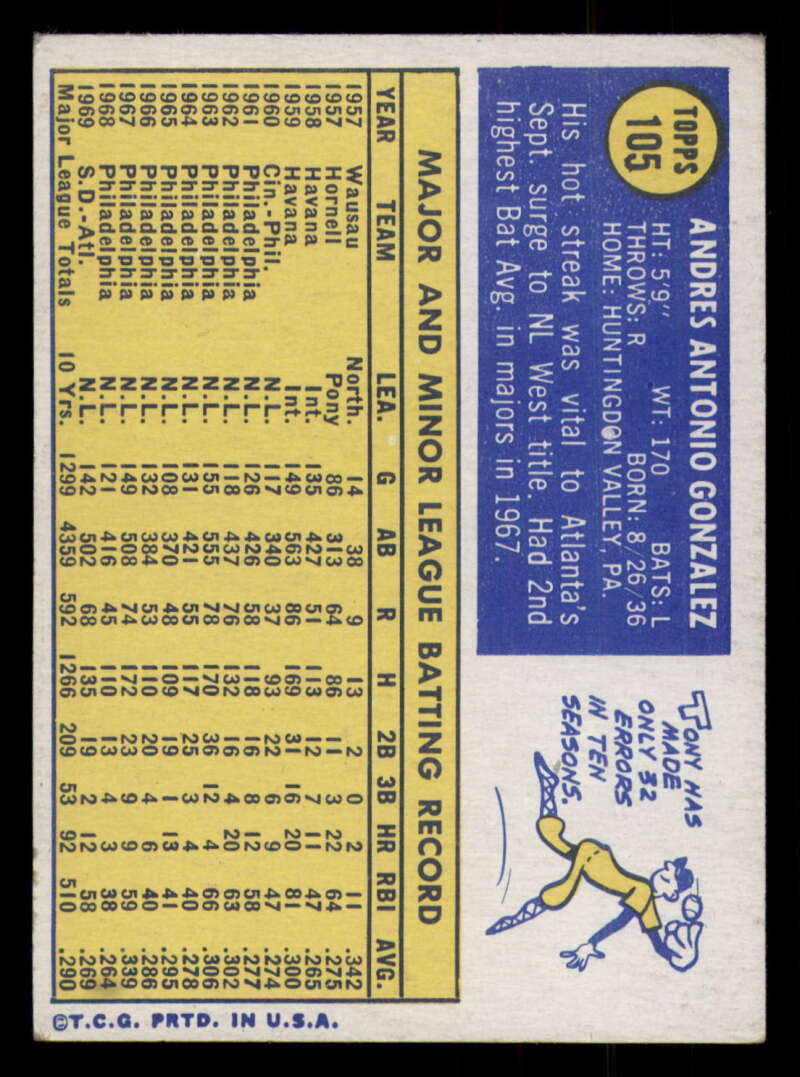 TOPPS
105
ANDRES ANTONIO GONZALEZ
HT: 5'9" WT: 170 BATS: L
THROWS: R BORN: 8/26/36
HOME: HUNTINGDON VALLEY, PA.
His hot streak was vital to Atlanta's
Sept. surge to NL West title. Had 2nd
highest Bat Avg. in majors in 1967.
TONY HAS
MADE
ONLY 32
ERRORS
IN TEN
SEASONS.
MAJOR AND MINOR LEAGUE BATTING RECORD
YEAR TEAM LEA. G AB R H 2B 3B HR RBI AVG.
1957 Wausau North. 14 38 9 13 2 0 2 11 .342
1957 Hornell Pony 86 313 64 86 11 3 22 64 .275
1958 Havana Int. 135 427 51 113 12 7 11 47 .265
1959 Havana Int. 149 563 86 169 31 16 20 81 .300
1960 Cin.-Phil. N.L. 117 340 37 93 22 6 9 47 .274
1961 Philadelphia N.L. 126 426 58 118 16 8 12 58 .277
1962 Philadelphia N.L. 118 437 76 132 16 4 20 63 .302
1963 Philadelphia N.L. 155 555 78 170 36 12 4 66 .306
1964 Philadelphia N.L. 131 421 55 117 25 3 4 40 .278
1965 Philadelphia N.L. 108 370 48 109 19 1 13 41 .295
1966 Philadelphia N.L. 132 384 53 110 20 4 6 40 .286
1967 Philadelphia N.L. 149 508 74 172 23 9 9 59 .339
1968 Philadelphia N.L. 121 416 45 110 13 4 3 38 .264
1969 S.D.-Atl. N.L. 142 502 68 135 19 2 12 58 .269
Major League Totals 10 Yrs. 1299 4359 592 1266 209 53 92 510 .290
©T.C.G. PRTD. IN U.S.A.